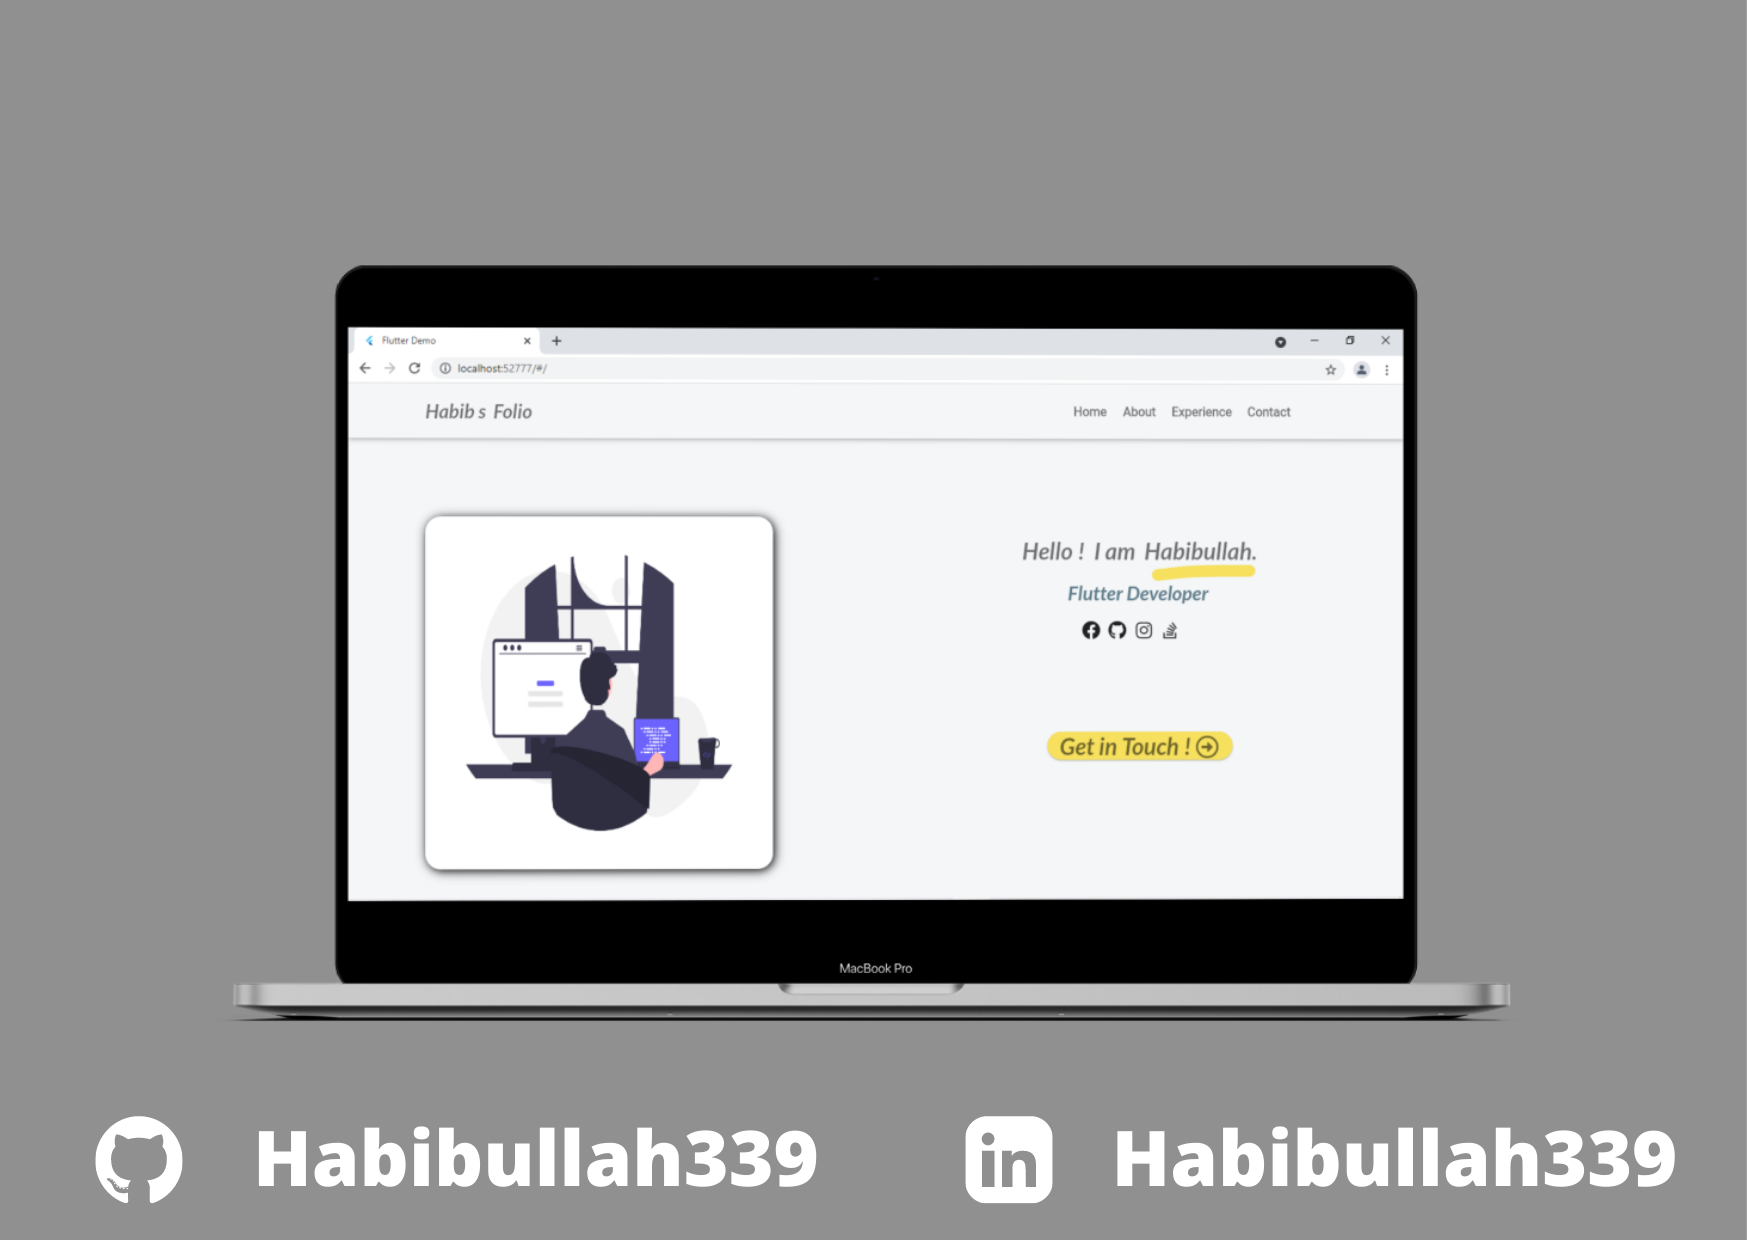 Flutter Demo
localhost:52777/#/
Habib s Folio
Home About Experience Contact
Hello ! I am Habibullah.
Flutter Developer
Get in Touch !
MacBook Pro
Habibullah339 Habibullah339